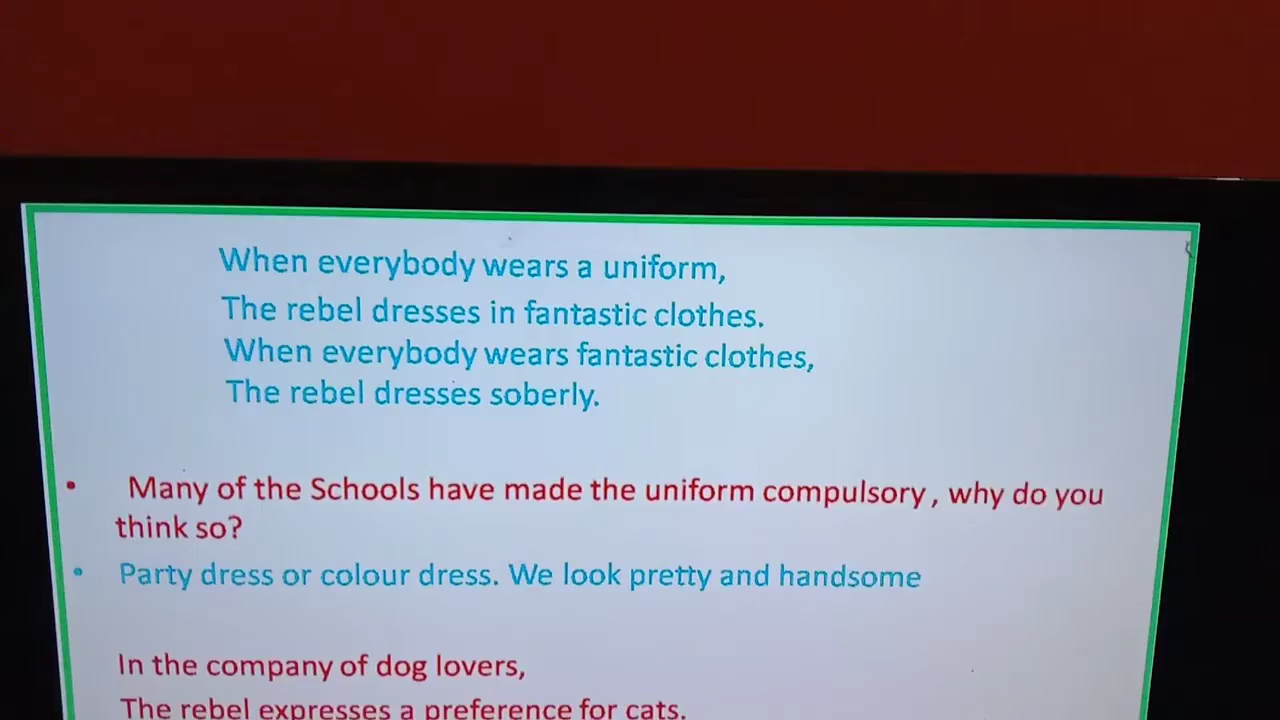 When everybody wears a uniform,
The rebel dresses in fantastic clothes.
When everybody wears fantastic clothes,
The rebel dresses soberly.
• Many of the Schools have made the uniform compulsory , why do you
think so?
• Party dress or colour dress. We look pretty and handsome
In the company of dog lovers,
The rebel expresses a preference for cats.